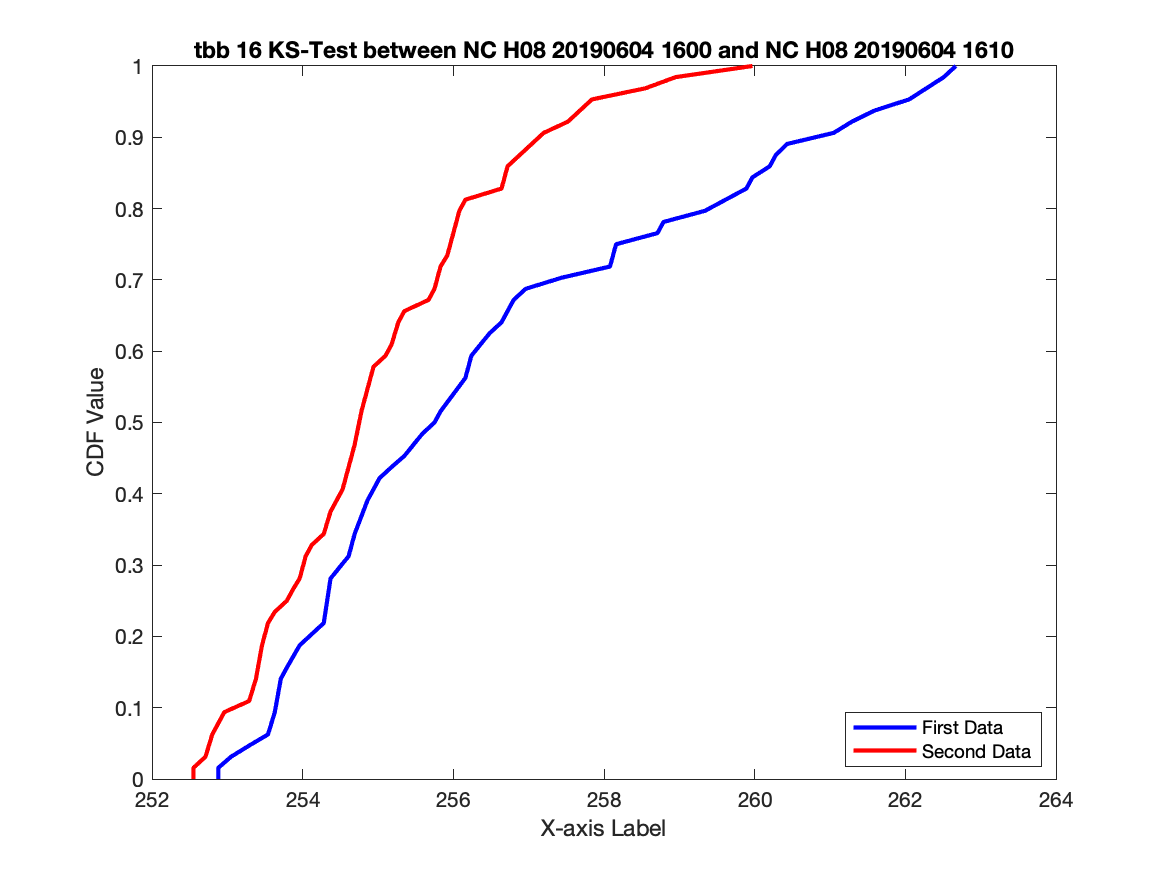 tbb 16 KS-Test between NC H08 20190604 1600 and NC H08 20190604 1610
1
0.9
0.8
0.7
0.6
0.5
0.4
0.3
0.2
0.1
0
CDF Value
First Data
Second Data
252 254 256 258 260 262 264
X-axis Label